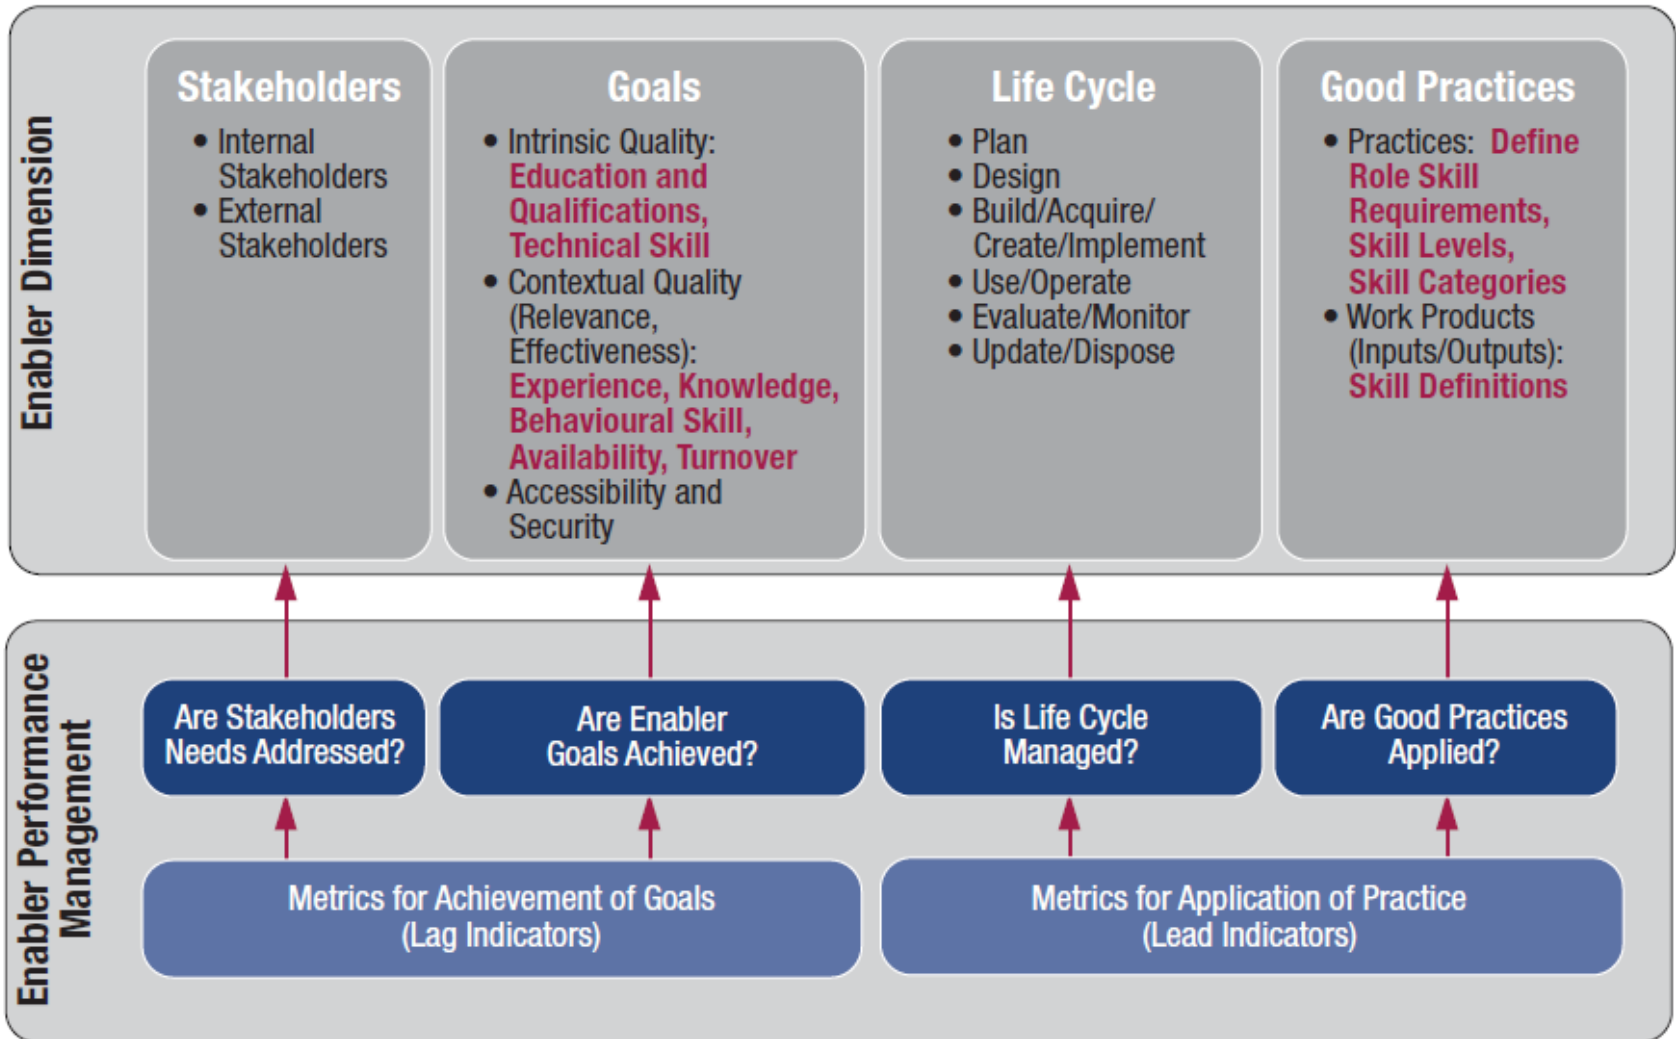 Enabler Dimension
Stakeholders
• Internal
Stakeholders
• External
Stakeholders
Goals
• Intrinsic Quality:
Education and
Qualifications,
Technical Skill
• Contextual Quality
(Relevance,
Effectiveness):
Experience, Knowledge,
Behavioural Skill,
Availability, Turnover
• Accessibility and
Security
Life Cycle
• Plan
• Design
• Build/Acquire/
Create/Implement
• Use/Operate
• Evaluate/Monitor
• Update/Dispose
Good Practices
• Practices: Define
Role Skill
Requirements,
Skill Levels,
Skill Categories
• Work Products
(Inputs/Outputs):
Skill Definitions
Enabler Performance
Management
Are Stakeholders
Needs Addressed?
Are Enabler
Goals Achieved?
Is Life Cycle
Managed?
Are Good Practices
Applied?
Metrics for Achievement of Goals
(Lag Indicators)
Metrics for Application of Practice
(Lead Indicators)